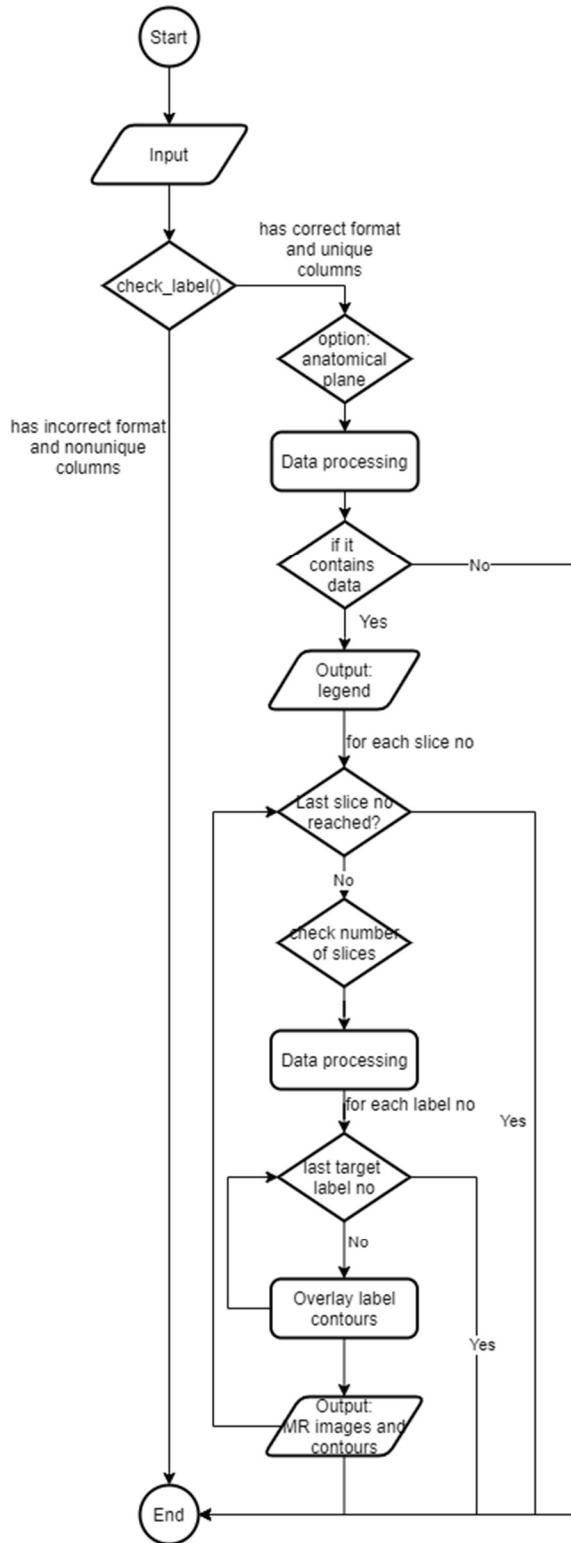 Start
Input
has correct format
and unique
columns
check_label()
option:
anatomical
plane
has incorrect format
and nonunique
columns
Data processing
if it
contains
data
No
Yes
Output:
legend
for each slice no
Last slice no
reached?
No
check number
of slices
Data processing
for each label no
Yes
last target
label no
No
Overlay label
contours
Yes
Output:
MR images and
contours
End